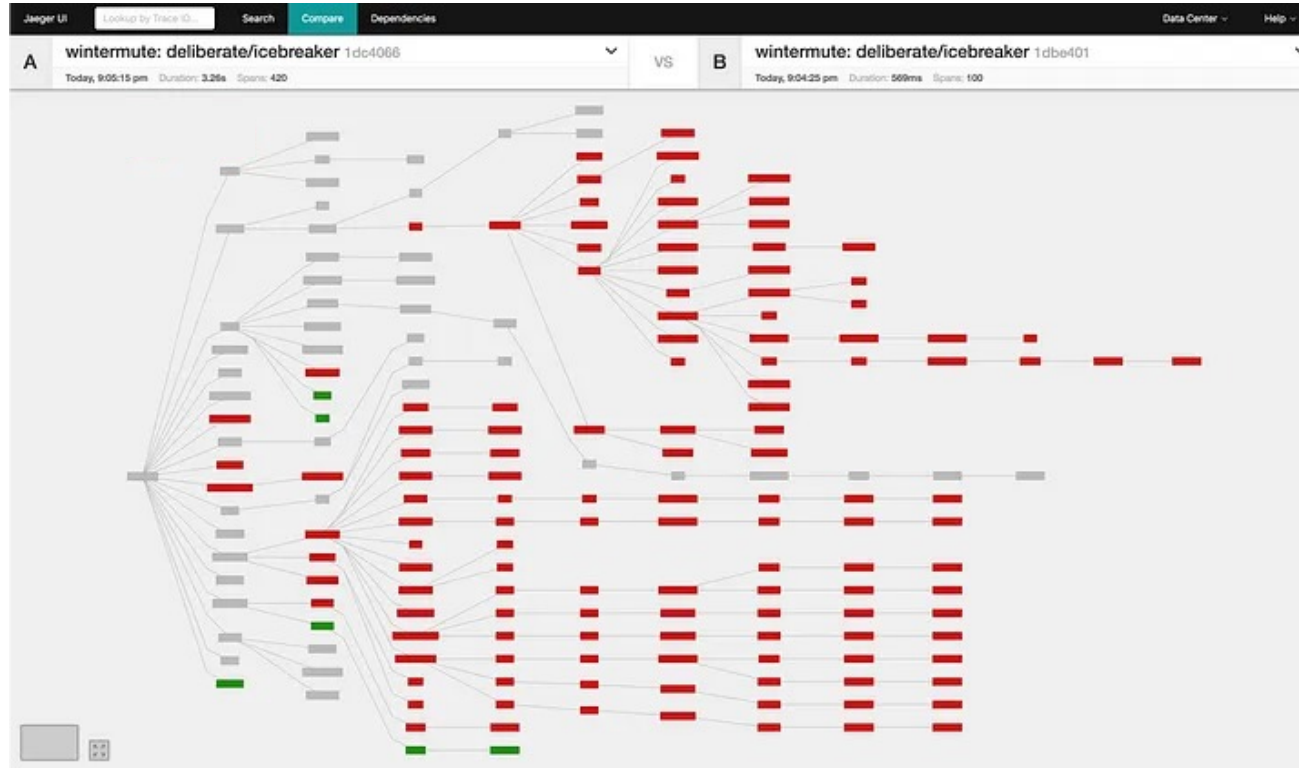 Jaeger UI Lookup by Trace ID... Search Compare Dependencies Data Center Help
A wintermute: deliberate/icebreaker 1dc4066 VS B wintermute: deliberate/icebreaker 1dbe401
Today, 9:05:15 pm Duration: 3.26s Spans: 420 Today, 9:04:25 pm Duration: 569ms Spans: 100